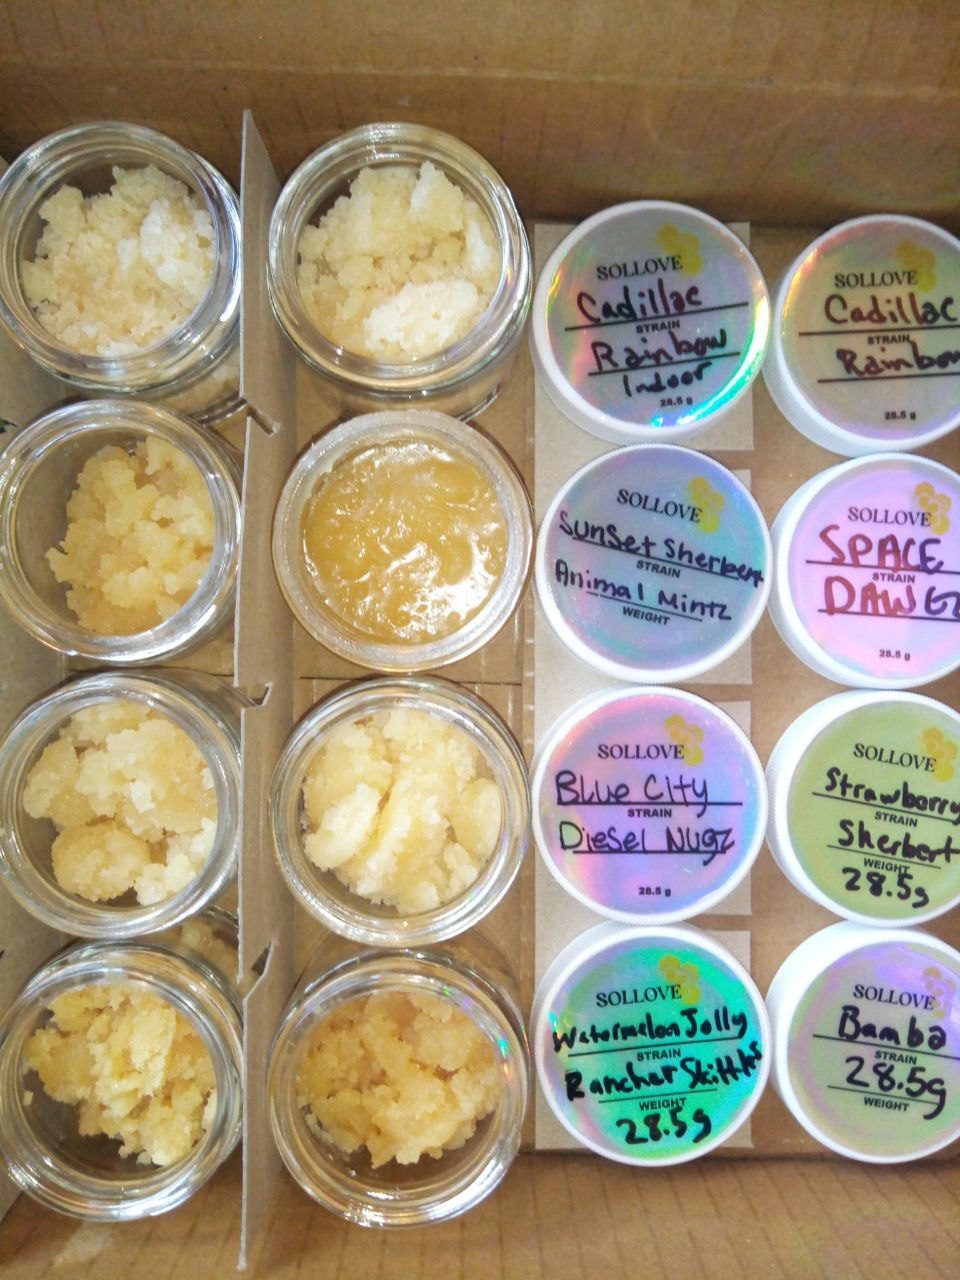 SOLLOVE
Cadillac
STRAIN
Rainbow
Indoor
28.5 g
SOLLOVE
Cadillac
STRAIN
Rainbow
28.5 g
SOLLOVE
Sunset Sherbert
STRAIN
Animal Mintz
WEIGHT
SOLLOVE
SPACE
STRAIN
DAWGZ
28.5 g
SOLLOVE
Blue City
STRAIN
Diesel Nugz
28.5 g
SOLLOVE
Strawberry
STRAIN
Sherbert
WEIGHT
28.5g
SOLLOVE
Watermelon Jolly
STRAIN
Rancher Skittles
WEIGHT
28.5g
SOLLOVE
Bamba
STRAIN
28.5g
WEIGHT